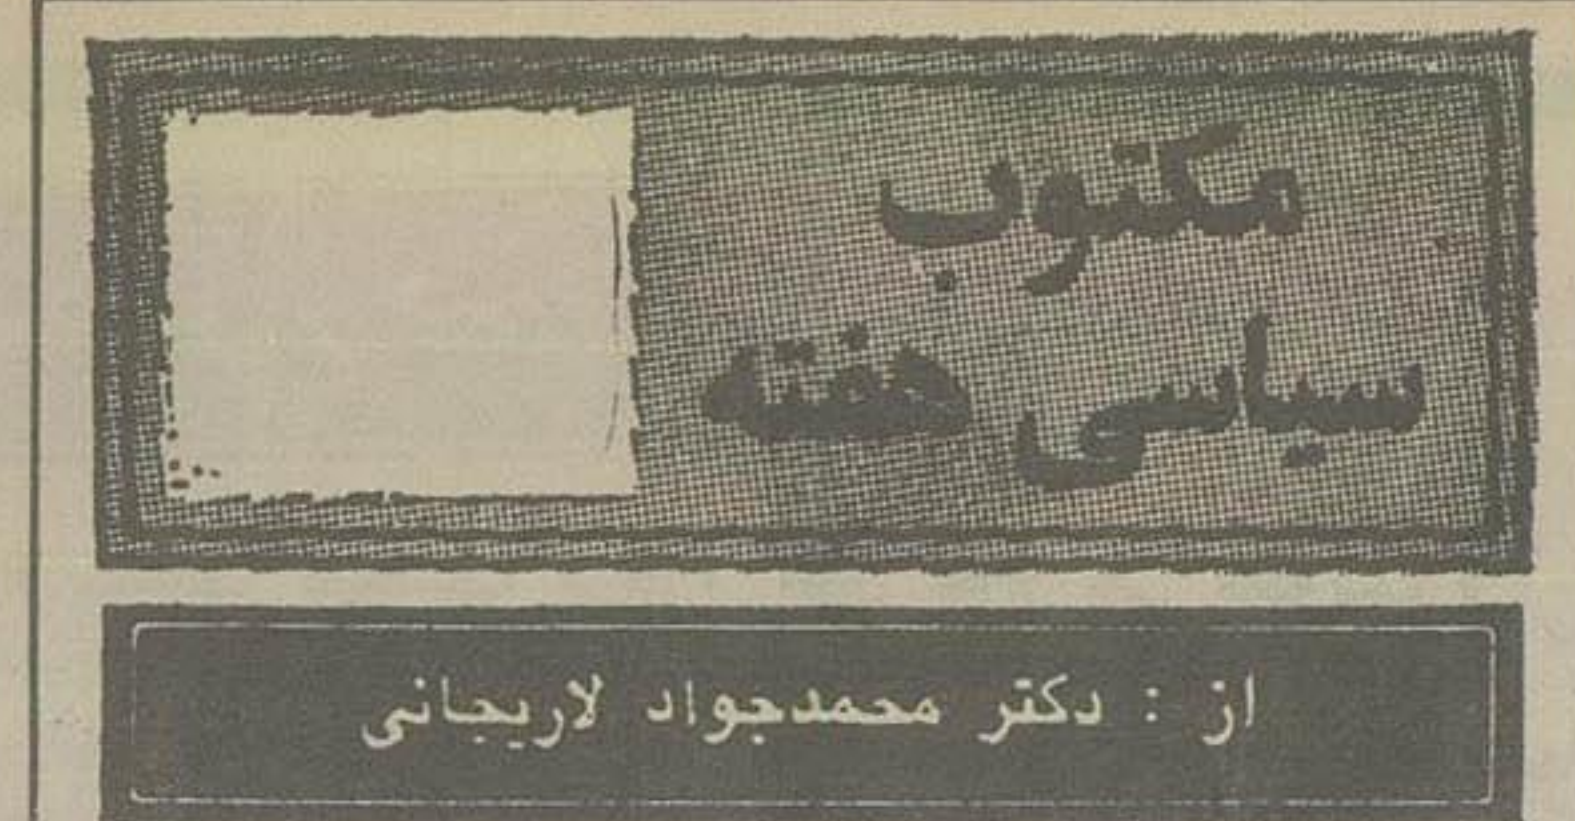 مکتوب
سیاسی هفته
از : دکتر محمدجواد لاریجانی